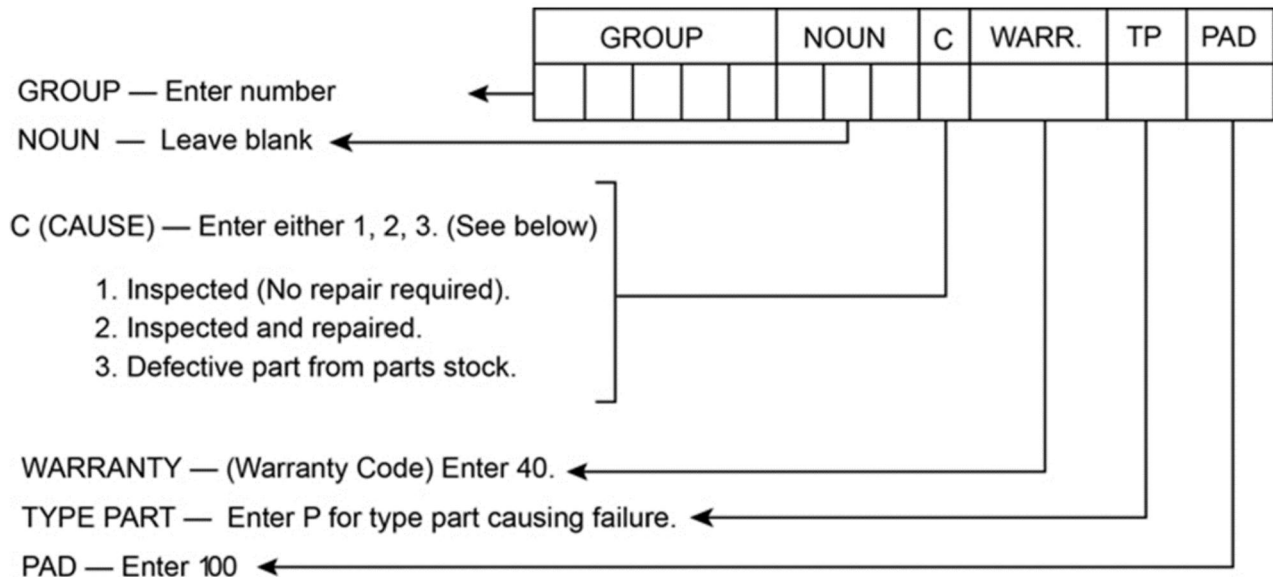 GROUP NOUN C WARR. TP PAD
GROUP — Enter number
NOUN — Leave blank
C (CAUSE) — Enter either 1, 2, 3. (See below)
1. Inspected (No repair required).
2. Inspected and repaired.
3. Defective part from parts stock.
WARRANTY — (Warranty Code) Enter 40.
TYPE PART — Enter P for type part causing failure.
PAD — Enter 100